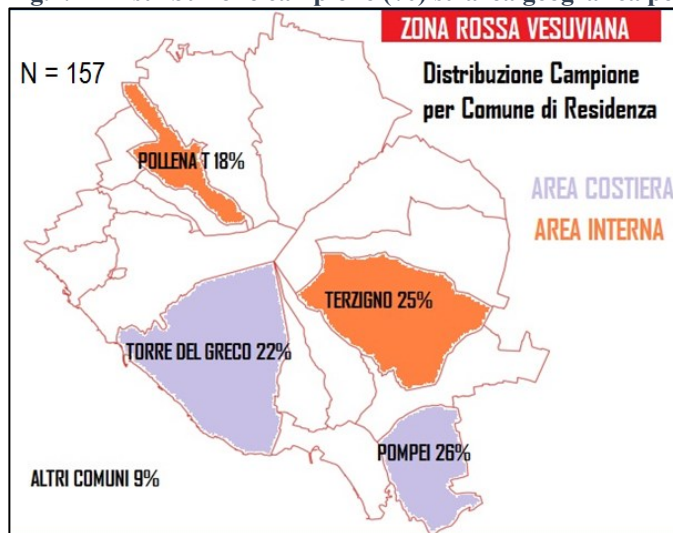 ZONA ROSSA VESUVIANA
N = 157
Distribuzione Campione
per Comune di Residenza
POLLENA T 18%
AREA COSTIERA
AREA INTERNA
TERZIGNO 25%
TORRE DEL GRECO 22%
POMPEI 26%
ALTRI COMUNI 9%